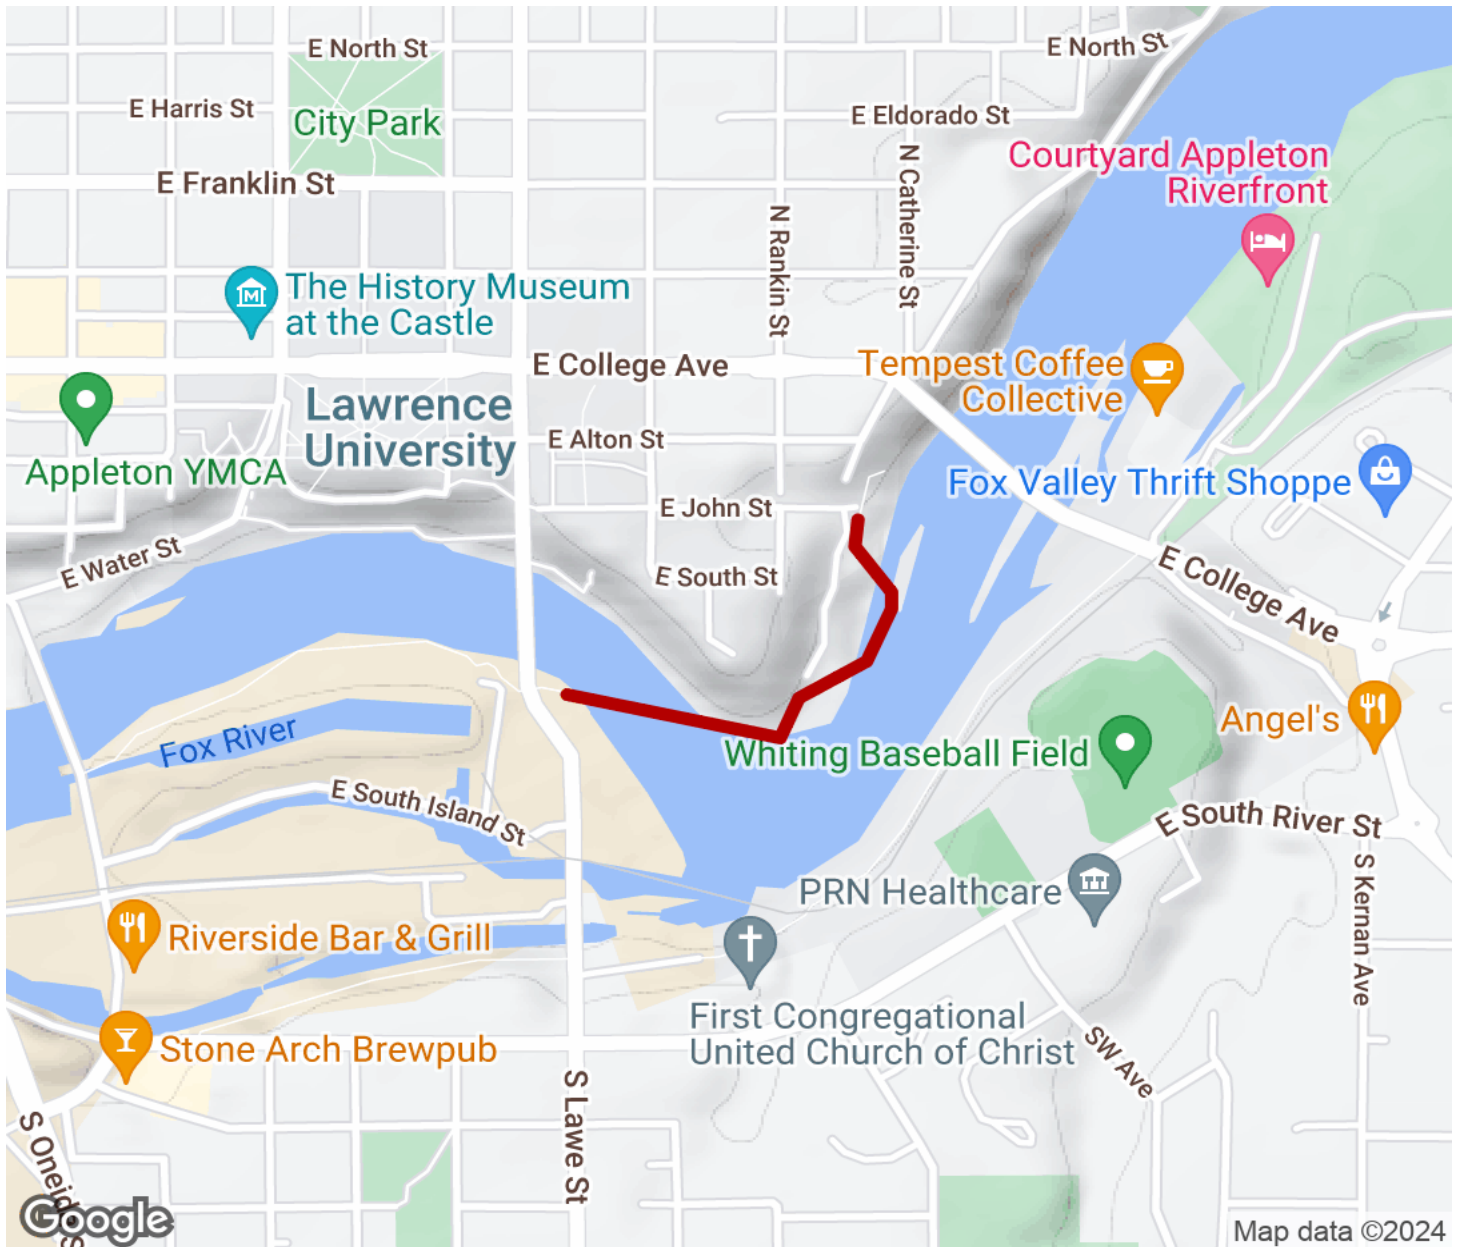 E North St
E North St
E Harris St
City Park
E Eldorado St
Courtyard Appleton
Riverfront
E Franklin St
N Catherine St
N Rankin St
The History Museum
at the Castle
E College Ave
Tempest Coffee
Collective
Lawrence
University
E Alton St
Appleton YMCA
Fox Valley Thrift Shoppe
E John St
E Water St
E South St
E College Ave
Fox River
Angel's
Whiting Baseball Field
E South Island St
E South River St
PRN Healthcare
S Kernan Ave
Riverside Bar & Grill
First Congregational
United Church of Christ
Stone Arch Brewpub
SW Ave
S Lawe St
S Oneida S
Google
Map data ©2024